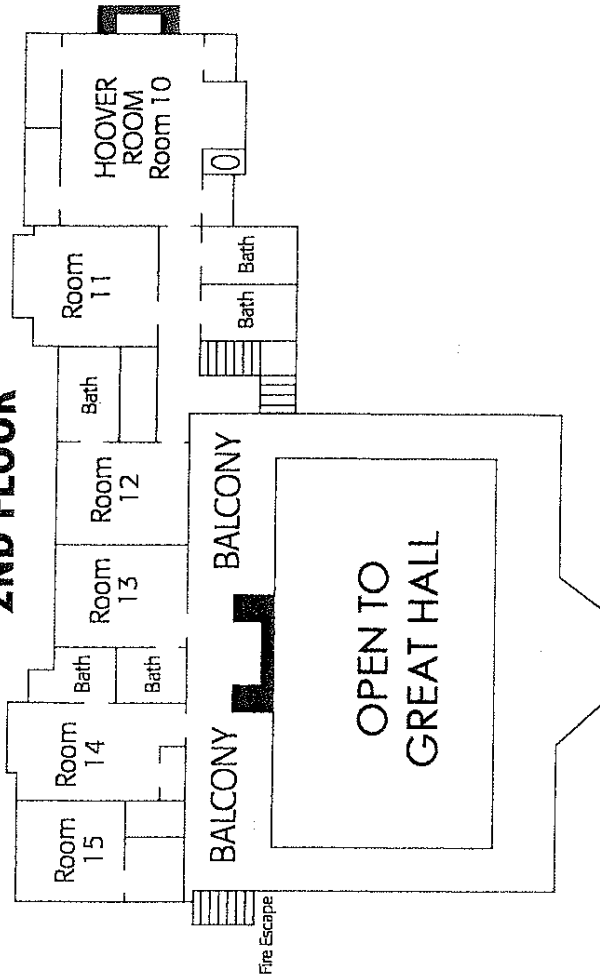 2ND FLOOR
Room
15
Room
14
Bath
Bath
Room
13
Room
12
Bath
Room
11
HOOVER
ROOM
Room 10
Bath
Bath
BALCONY
BALCONY
Fire Escape
OPEN TO
GREAT HALL